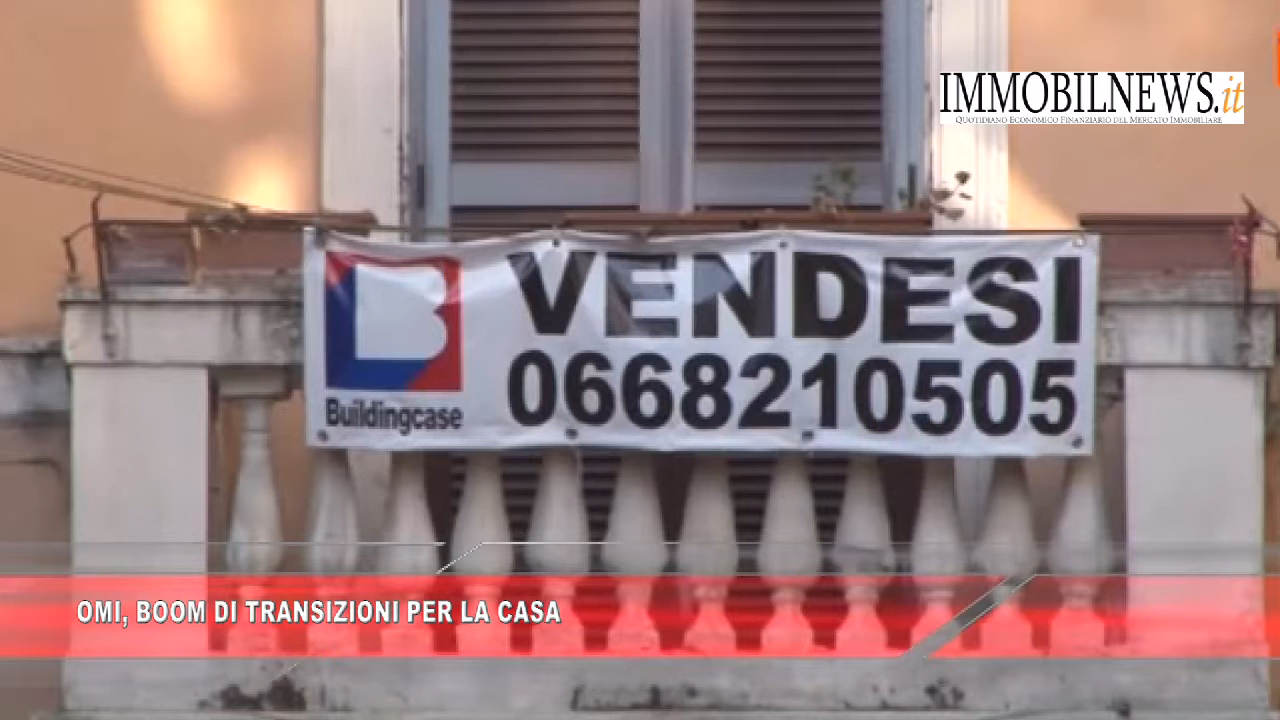 IMMOBILNEWS.it
QUOTIDIANO ECONOMICO FINANZIARIO DEL MERCATO IMMOBILIARE
VENDESI
0668210505
B
Buildingcase
OMI, BOOM DI TRANSIZIONI PER LA CASA